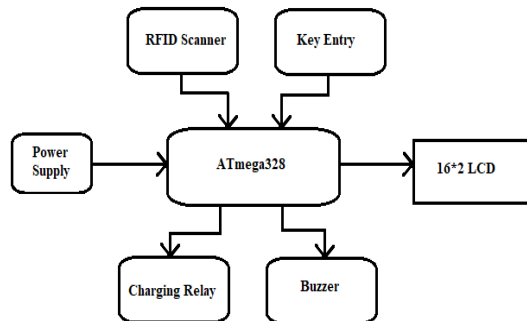 RFID Scanner
Key Entry
Power
Supply
ATmega328
16*2 LCD
Charging Relay
Buzzer